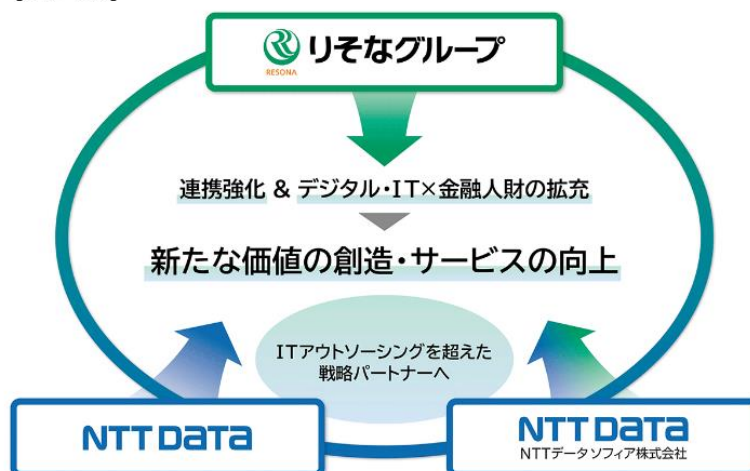 りそなグループ
RESONA
連携強化 & デジタル・IT×金融人財の拡充
新たな価値の創造・サービスの向上
ITアウトソーシングを超えた
戦略パートナーへ
NTT DATA
NTT DATA
NTTデータ ソフィア株式会社